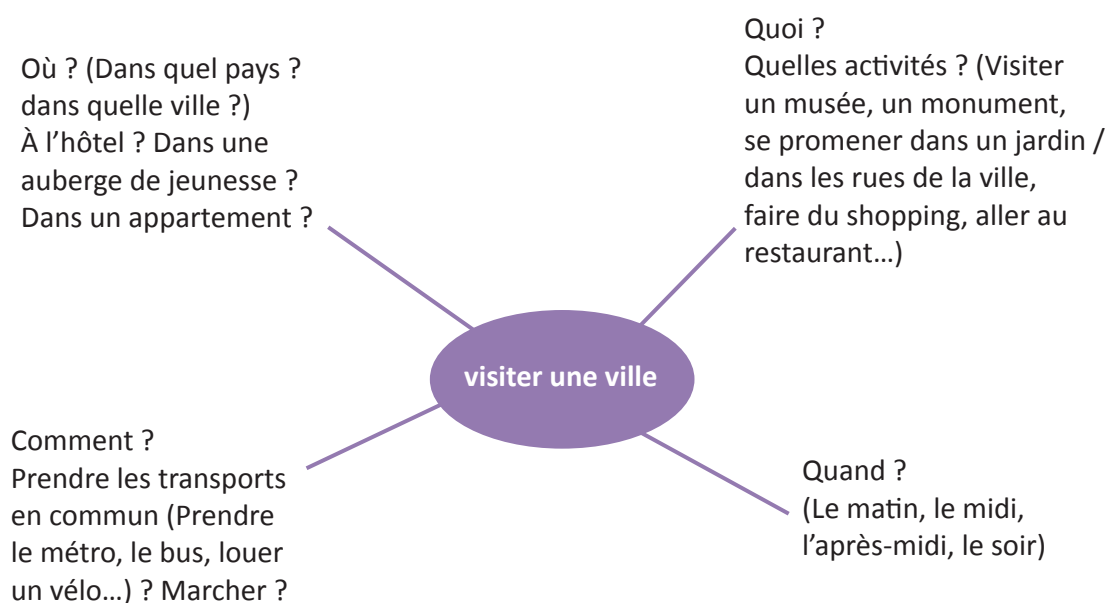 Où ? (Dans quel pays ?
dans quelle ville ?)
À l’hôtel ? Dans une
auberge de jeunesse ?
Dans un appartement ?
Quoi ?
Quelles activités ? (Visiter
un musée, un monument,
se promener dans un jardin /
dans les rues de la ville,
faire du shopping, aller au
restaurant…)
visiter une ville
Comment ?
Prendre les transports
en commun (Prendre
le métro, le bus, louer
un vélo…) ? Marcher ?
Quand ?
(Le matin, le midi,
l’après-midi, le soir)